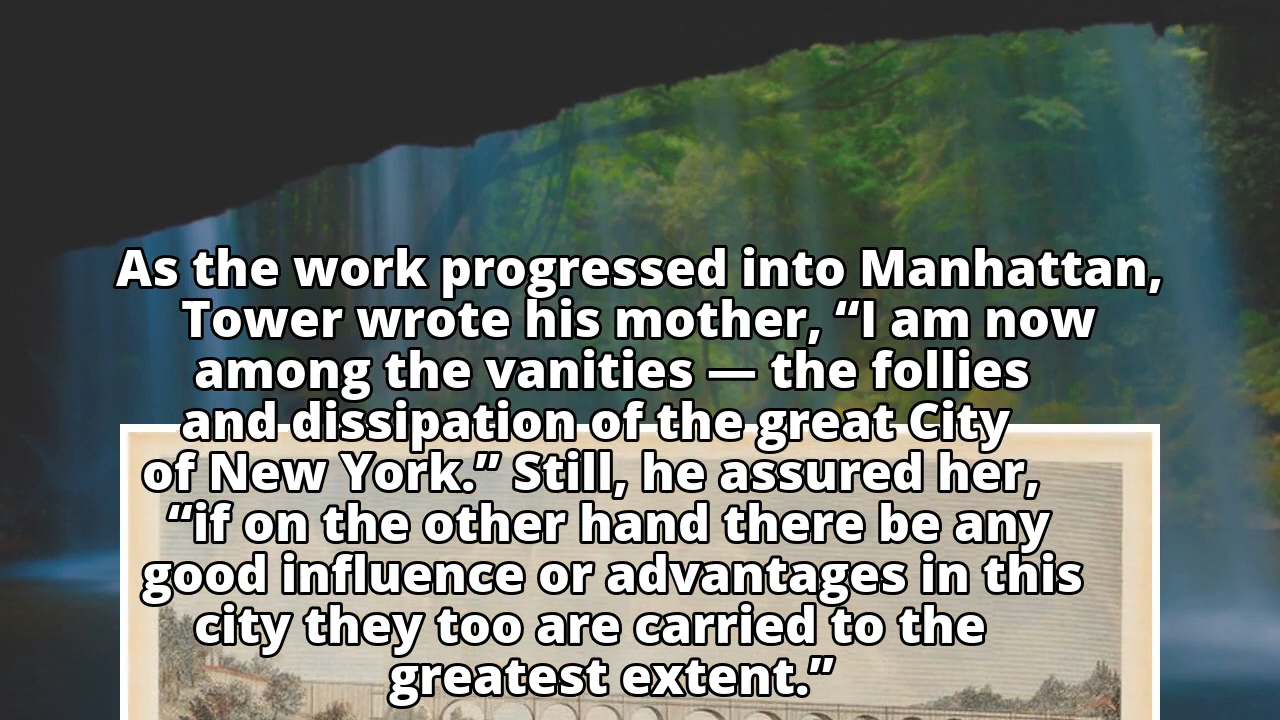 As the work progressed into Manhattan,
Tower wrote his mother, “I am now
among the vanities — the follies
and dissipation of the great City
of New York.” Still, he assured her,
“if on the other hand there be any
good influence or advantages in this
city they too are carried to the
greatest extent.”